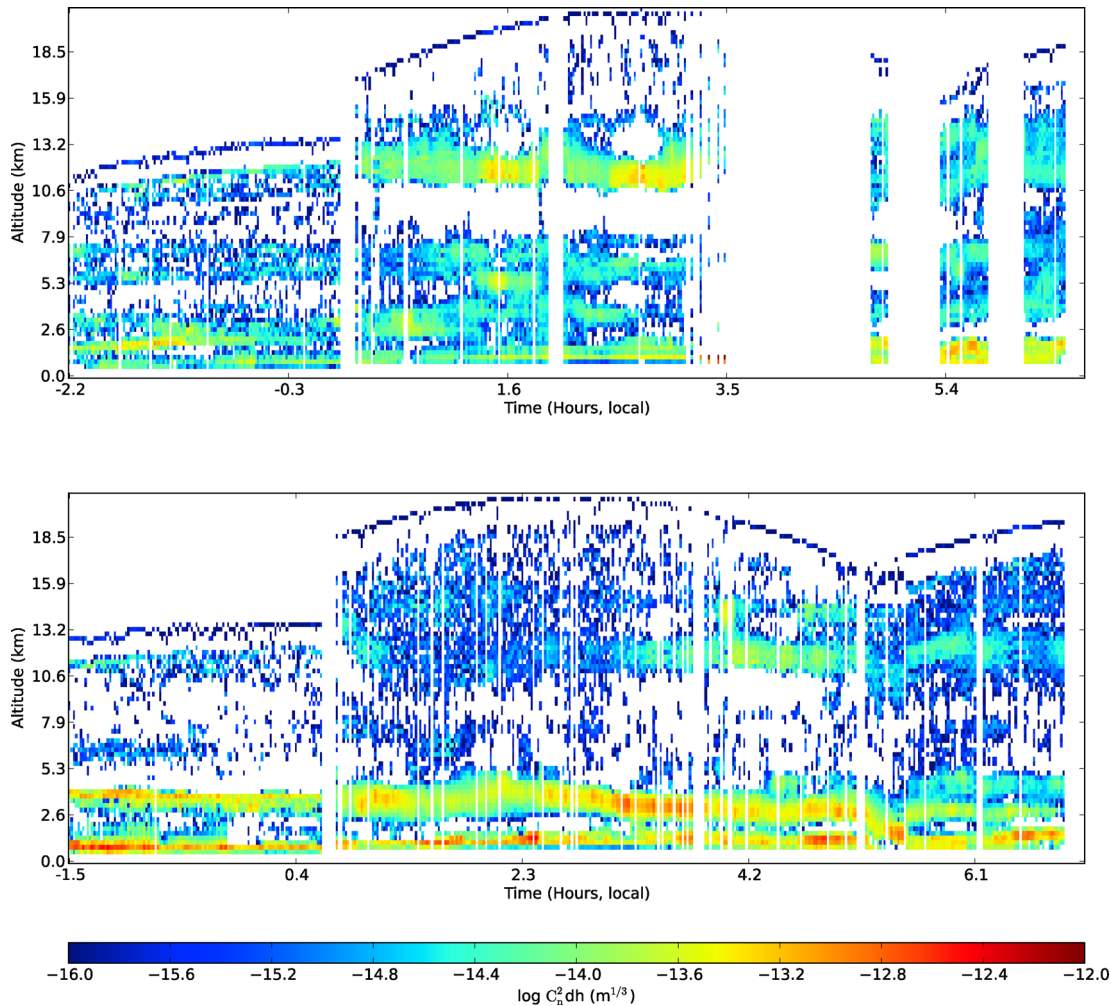 18.5
15.9
13.2
10.6
7.9
5.3
2.6
0.0
Altitude (km)
-2.2 -0.3 1.6 3.5 5.4
Time (Hours, local)
18.5
15.9
13.2
10.6
7.9
5.3
2.6
0.0
Altitude (km)
-1.5 0.4 2.3 4.2 6.1
Time (Hours, local)
−16.0 −15.6 −15.2 −14.8 −14.4 −14.0 −13.6 −13.2 −12.8 −12.4 −12.0
log C²ₙdh (m^{1/3})